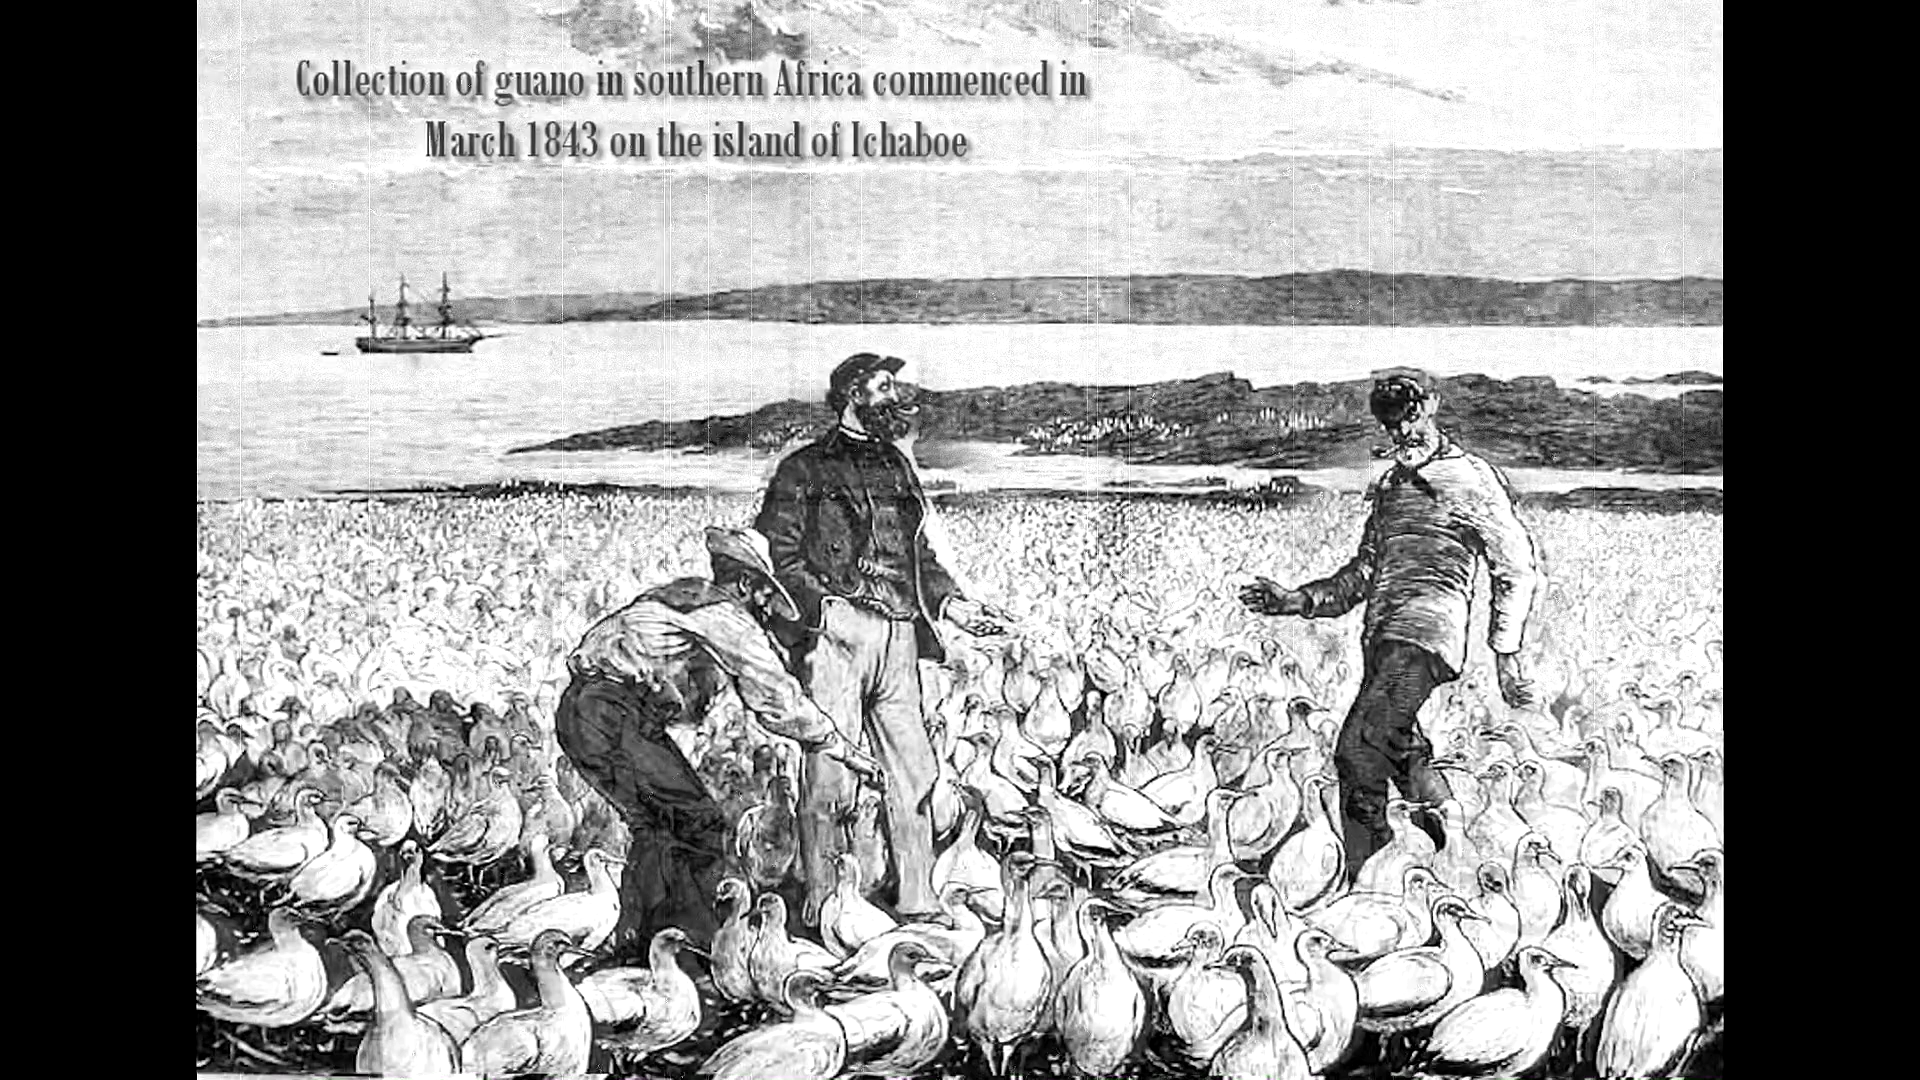 Collection of guano in southern Africa commenced in
March 1843 on the island of Ichaboe